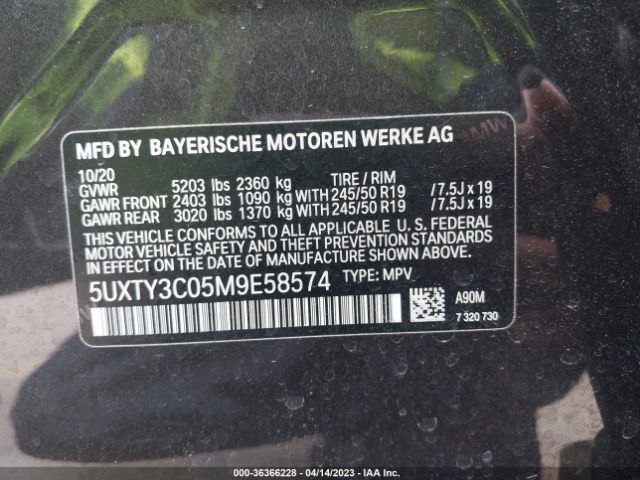 MFD BY BAYERISCHE MOTOREN WERKE AG
10/20
GVWR 5203 lbs 2360 kg TIRE / RIM
GAWR FRONT 2403 lbs 1090 kg WITH 245/50 R19 /7.5J x 19
GAWR REAR 3020 lbs 1370 kg WITH 245/50 R19 /7.5J x 19
THIS VEHICLE CONFORMS TO ALL APPLICABLE U. S. FEDERAL
MOTOR VEHICLE SAFETY AND THEFT PREVENTION STANDARDS
IN EFFECT ON THE DATE OF MANUFACTURE SHOWN ABOVE.
5UXTY3C05M9E58574 TYPE: MPV
A90M
7 320 730
000-36366228 - 04/14/2023 - IAA Inc.